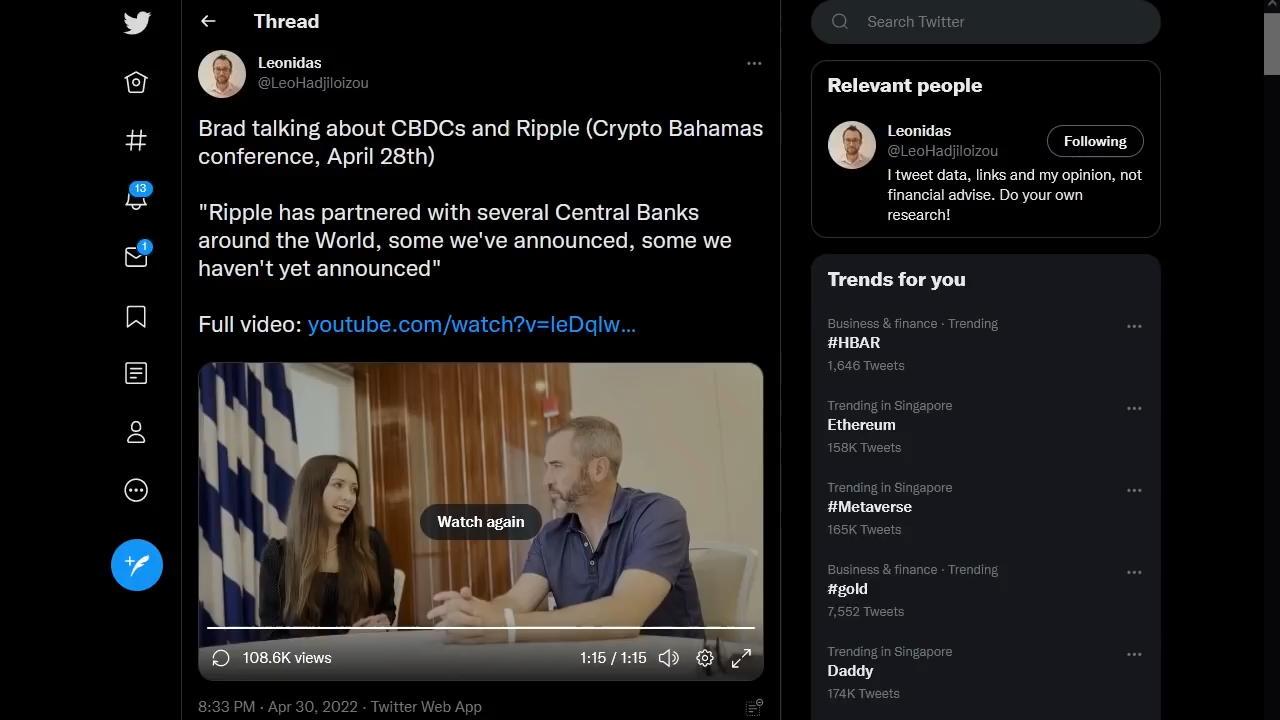 Thread
Leonidas
@LeoHadjiloizou
Brad talking about CBDCs and Ripple (Crypto Bahamas
conference, April 28th)
"Ripple has partnered with several Central Banks
around the World, some we've announced, some we
haven't yet announced"
Full video: youtube.com/watch?v=leDqlw...
Watch again
108.6K views
1:15 / 1:15
8:33 PM · Apr 30, 2022 · Twitter Web App
13
1
Search Twitter
Relevant people
Leonidas
@LeoHadjiloizou
Following
I tweet data, links and my opinion, not
financial advise. Do your own
research!
Trends for you
Business & finance · Trending
#HBAR
1,646 Tweets
Trending in Singapore
Ethereum
158K Tweets
Trending in Singapore
#Metaverse
165K Tweets
Business & finance · Trending
#gold
7,552 Tweets
Trending in Singapore
Daddy
174K Tweets